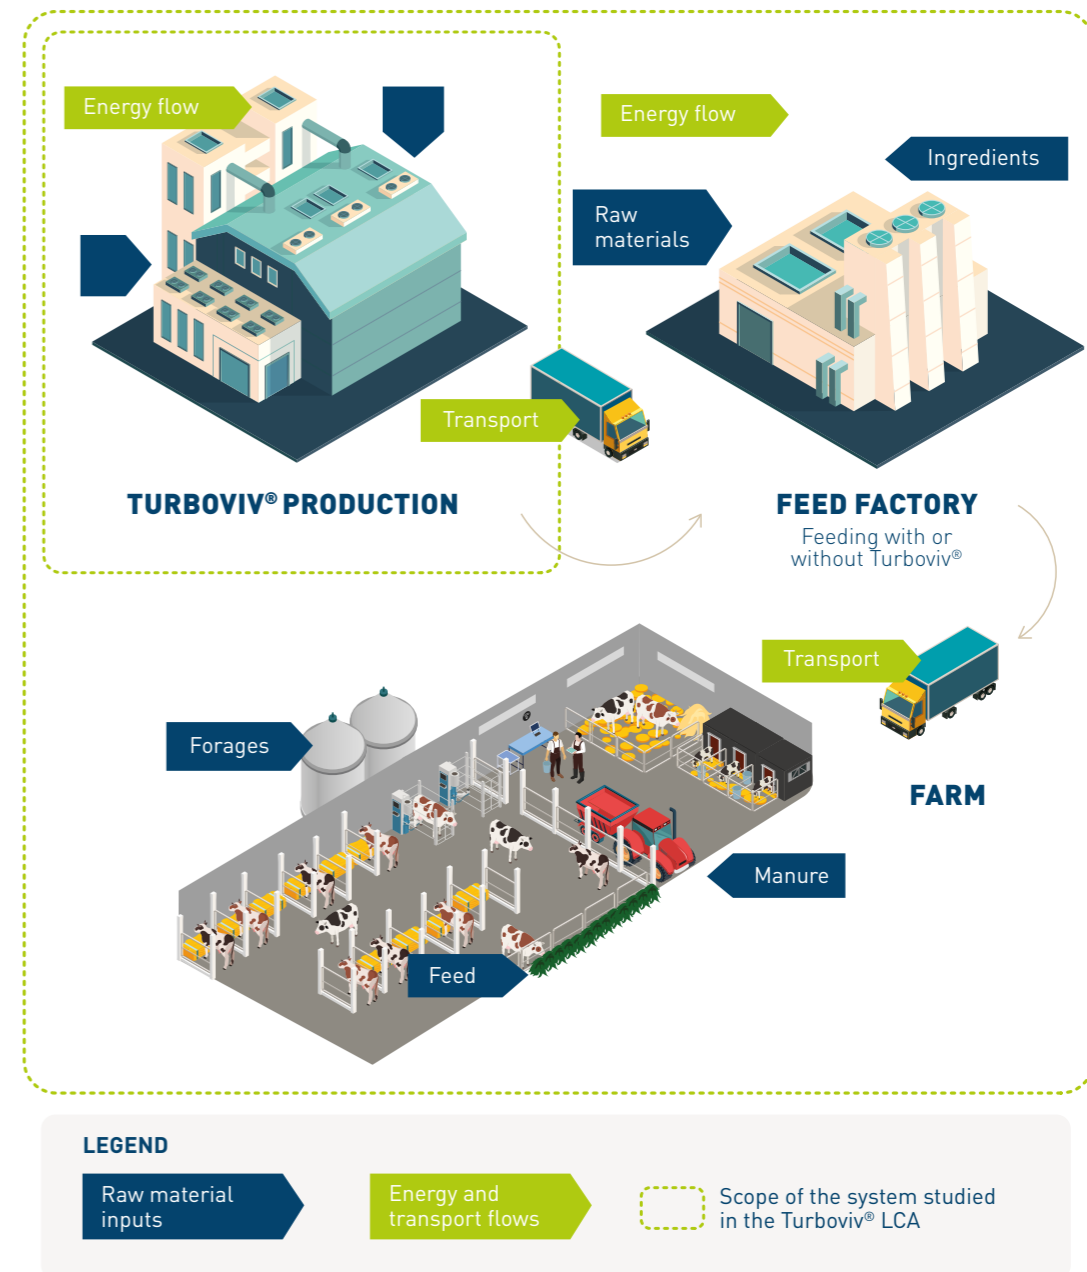 Energy flow
Energy flow
Ingredients
Raw
materials
Transport
TURBOVIV® PRODUCTION
FEED FACTORY
Feeding with or
without Turboviv®
Transport
Forages
FARM
Manure
Feed
LEGEND
Raw material
inputs
Energy and
transport flows
Scope of the system studied
in the Turboviv® LCA